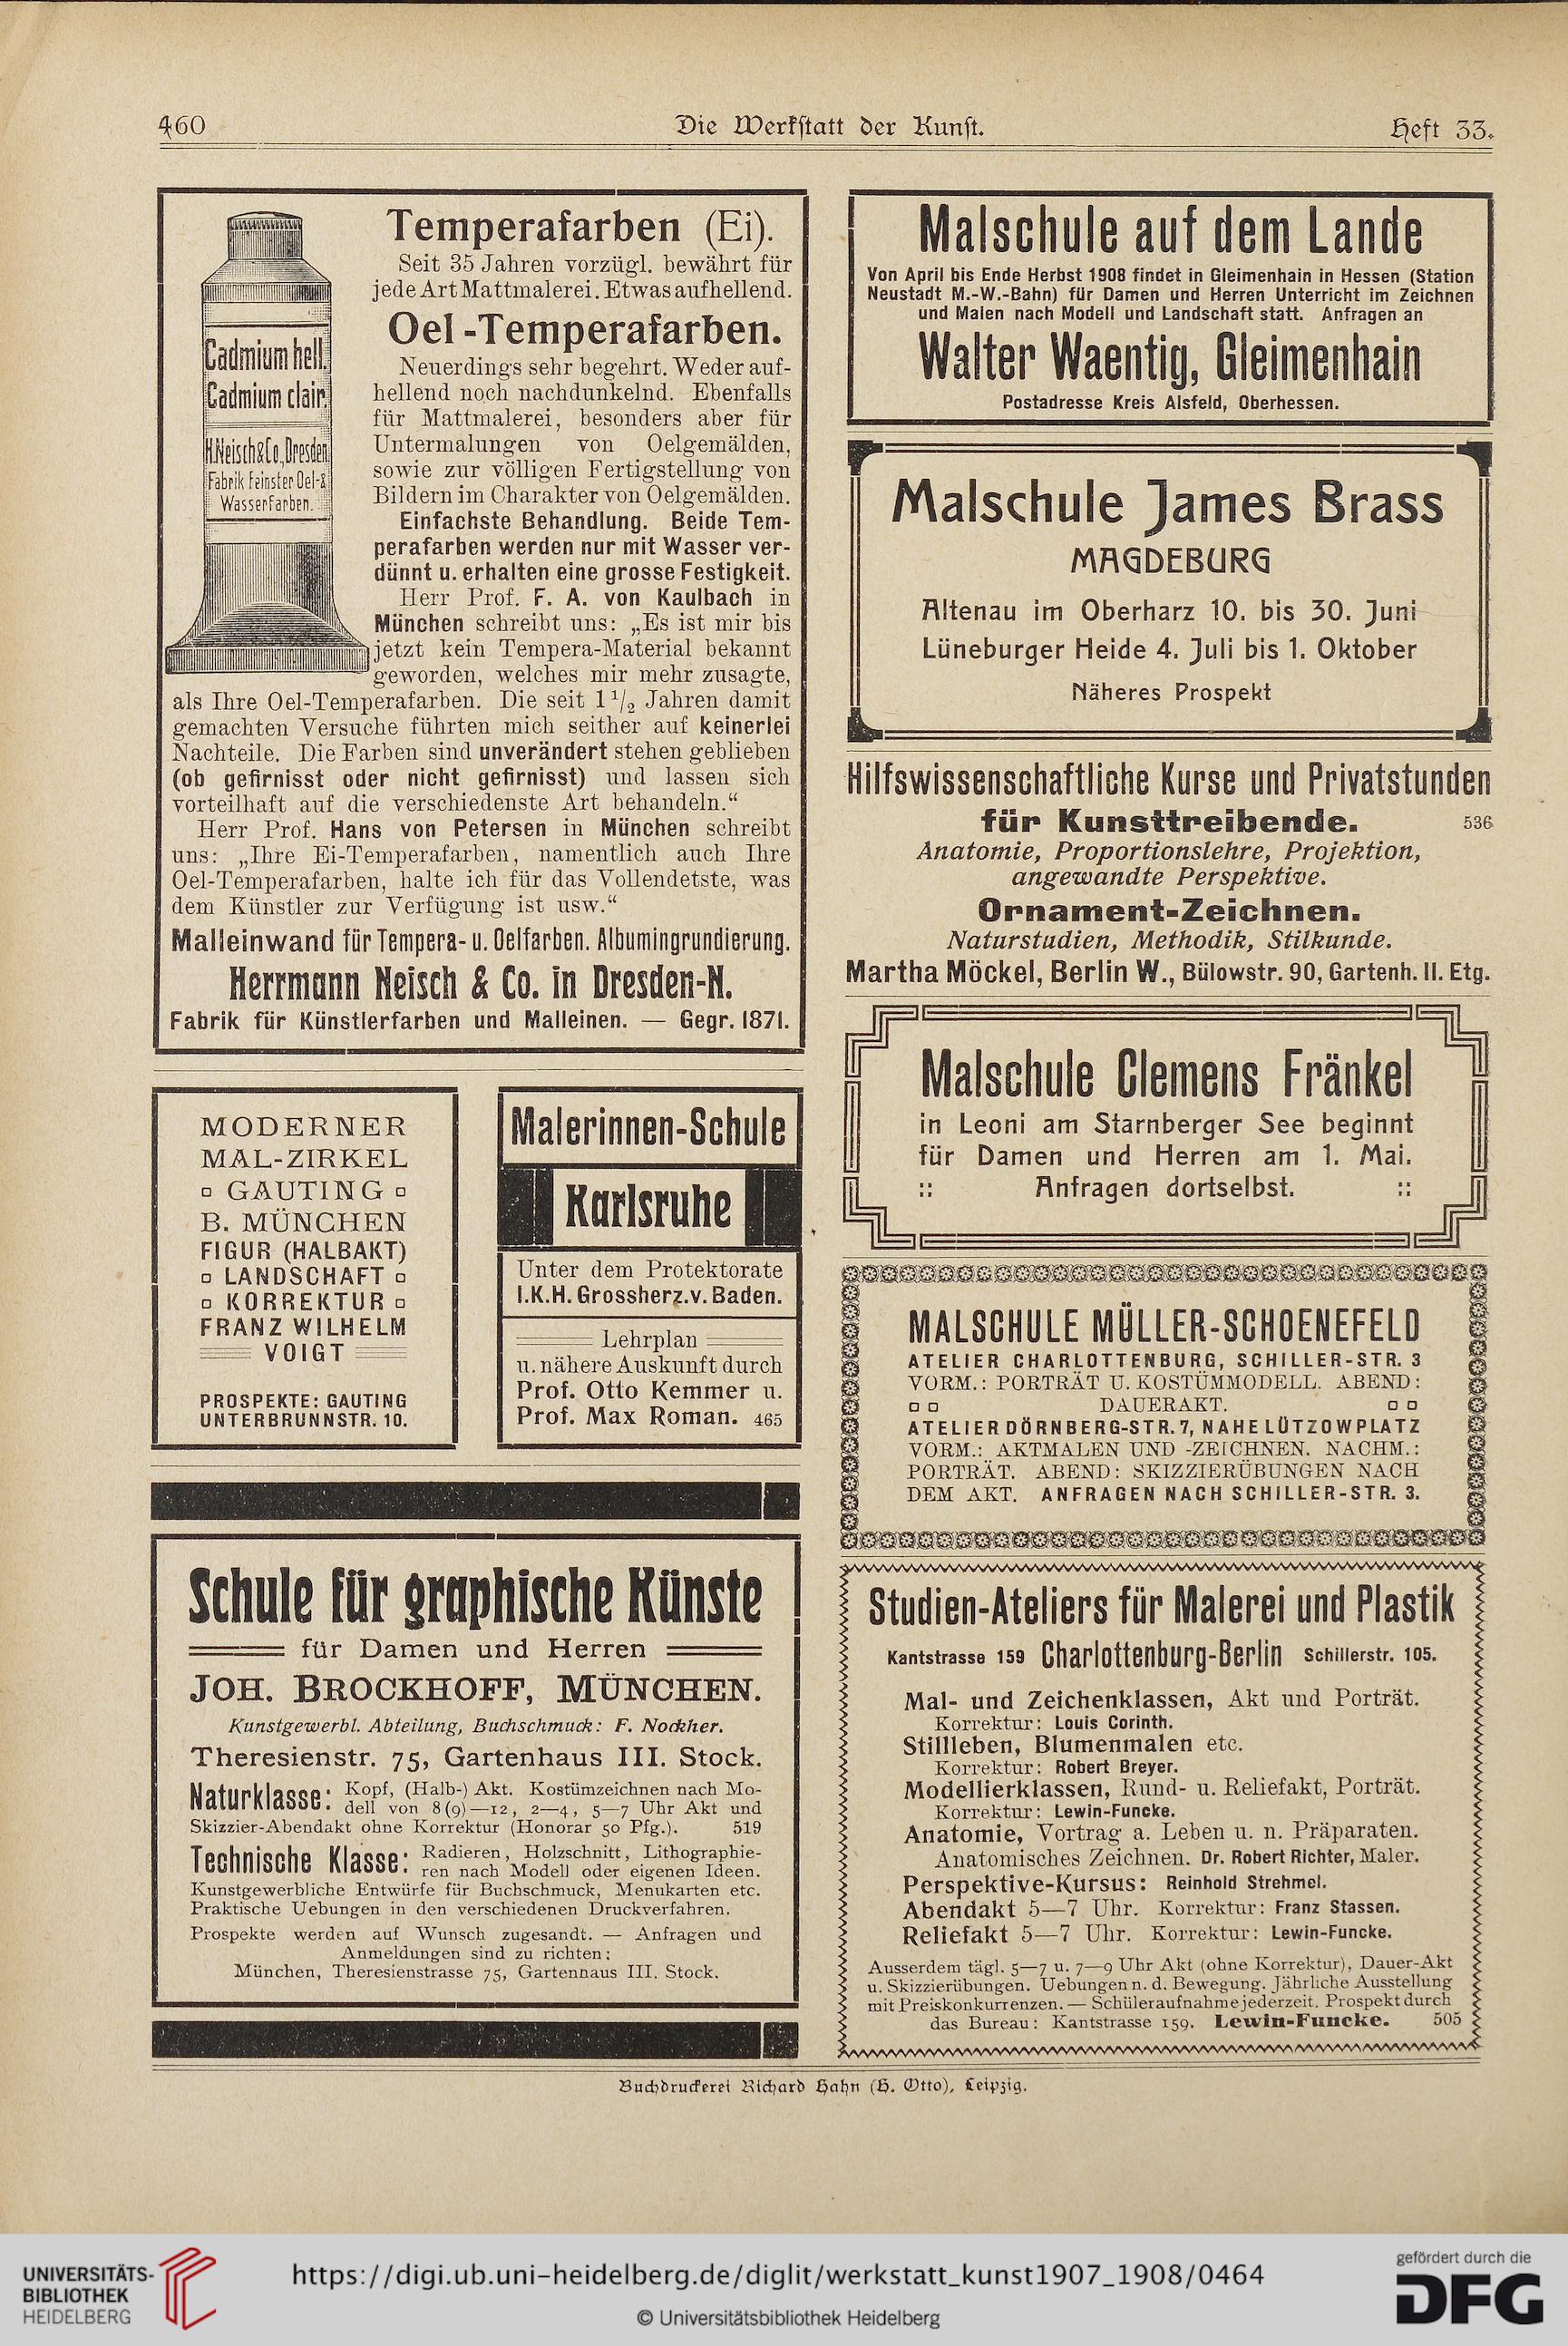 460
Die Werkstatt der Kunst.
Heft 33.
Cadmium hell.
Cadmium clair.
H.Neisch&Co., Dresden.
Fabrik feinster Oel-&
Wasserfarben.
Temperafarben (Ei).
Seit 35 Jahren vorzügl. bewährt für
jede Art Mattmalerei. Etwas aufhellend.
Oel-Temperafarben.
Neuerdings sehr begehrt. Weder auf-
hellend noch nachdunkelnd. Ebenfalls
für Mattmalerei, besonders aber für
Untermalungen von Oelgemälden,
sowie zur völligen Fertigstellung von
Bildern im Charakter von Oelgemälden.
Einfachste Behandlung. Beide Tem-
perafarben werden nur mit Wasser ver-
dünnt u. erhalten eine grosse Festigkeit.
Herr Prof. F. A. von Kaulbach in
München schreibt uns: „Es ist mir bis
jetzt kein Tempera-Material bekannt
geworden, welches mir mehr zusagte,
als Ihre Oel-Temperafarben. Die seit 1 1/2 Jahren damit
gemachten Versuche führten mich seither auf keinerlei
Nachteile. Die Farben sind unverändert stehen geblieben
(ob gefirnisst oder nicht gefirnisst) und lassen sich
vorteilhaft auf die verschiedenste Art behandeln.“
Herr Prof. Hans von Petersen in München schreibt
uns: „Ihre Ei-Temperafarben, namentlich auch Ihre
Oel-Temperafarben, halte ich für das Vollendetste, was
dem Künstler zur Verfügung ist usw.“
Malleinwand für Tempera- u. Oelfarben. Albumingrundierung.
Herrmann Neisch & Co. in Dresden-N.
Fabrik für Künstlerfarben und Malleinen. — Gegr. 1871.
MODERNER
MAL-ZIRKEL
▫ GAUTING ▫
B. MÜNCHEN
FIGUR (HALBAKT)
▫ LANDSCHAFT ▫
▫ KORREKTUR ▫
FRANZ WILHELM
VOIGT
PROSPEKTE: GAUTING
UNTERBRUNNSTR. 10.
Malerinnen-Schule
Karlsruhe
Unter dem Protektorate
I.K.H. Grossherz.v. Baden.
Lehrplan
u. nähere Auskunft durch
Prof. Otto Kemmer u.
Prof. Max Roman. 465
Schule für graphische Künste
für Damen und Herren
JOH. BROCKHOFF, MÜNCHEN.
Kunstgewerbl. Abteilung, Buchschmuck: F. Nockher.
Theresienstr. 75, Gartenhaus III. Stock.
Naturklasse: Kopf, (Halb-) Akt. Kostümzeichnen nach Mo-
dell von 8(9)—12, 2—4, 5—7 Uhr Akt und
Skizzier-Abendakt ohne Korrektur (Honorar 50 Pfg.). 519
Technische Klasse: Radieren, Holzschnitt, Lithographie-
ren nach Modell oder eigenen Ideen.
Kunstgewerbliche Entwürfe für Buchschmuck, Menukarten etc.
Praktische Uebungen in den verschiedenen Druckverfahren.
Prospekte werden auf Wunsch zugesandt. — Anfragen und
Anmeldungen sind zu richten:
München, Theresienstrasse 75, Gartenhaus III. Stock.
Malschule auf dem Lande
Von April bis Ende Herbst 1908 findet in Gleimenhain in Hessen (Station
Neustadt M.-W.-Bahn) für Damen und Herren Unterricht im Zeichnen
und Malen nach Modell und Landschaft statt. Anfragen an
Walter Waentig, Gleimenhain
Postadresse Kreis Alsfeld, Oberhessen.
Malschule James Brass
MAGDEBURG
Altenau im Oberharz 10. bis 30. Juni
Lüneburger Heide 4. Juli bis 1. Oktober
Näheres Prospekt
Hilfswissenschaftliche Kurse und Privatstunden
für Kunsttreibende. 536
Anatomie, Proportionslehre, Projektion,
angewandte Perspektive.
Ornament-Zeichnen.
Naturstudien, Methodik, Stilkunde.
Martha Möckel, Berlin W., Bülowstr. 90, Gartenh. II. Etg.
Malschule Clemens Fränkel
in Leoni am Starnberger See beginnt
für Damen und Herren am 1. Mai.
:: Anfragen dortselbst. ::
MALSCHULE MÜLLER-SCHOENEFELD
ATELIER CHARLOTTENBURG, SCHILLER-STR. 3
VORM.: PORTRÄT U. KOSTÜMMODELL. ABEND:
▫ ▫ DAUERAKT. ▫ ▫
ATELIER DÖRNBERG-STR. 7, NAHE LÜTZOWPLATZ
VORM.: AKTMALEN UND -ZEICHNEN. NACHM.:
PORTRÄT. ABEND: SKIZZIERÜBUNGEN NACH
DEM AKT. ANFRAGEN NACH SCHILLER-STR. 3.
Studien-Ateliers für Malerei und Plastik
Kantstrasse 159 Charlottenburg-Berlin Schillerstr. 105.
Mal- und Zeichenklassen, Akt und Porträt.
Korrektur: Louis Corinth.
Stillleben, Blumenmalen etc.
Korrektur: Robert Breyer.
Modellierklassen, Rund- u. Reliefakt, Porträt.
Korrektur: Lewin-Funcke.
Anatomie, Vortrag a. Leben u. n. Präparaten.
Anatomisches Zeichnen. Dr. Robert Richter, Maler.
Perspektive-Kursus: Reinhold Strehmel.
Abendakt 5—7 Uhr. Korrektur: Franz Stassen.
Reliefakt 5—7 Uhr. Korrektur: Lewin-Funcke.
Ausserdem tägl. 5—7 u. 7—9 Uhr Akt (ohne Korrektur), Dauer-Akt
u. Skizzierübungen. Uebungen n. d. Bewegung. Jährliche Ausstellung
mit Preiskonkurrenzen. — Schüleraufnahme jederzeit. Prospekt durch
das Bureau: Kantstrasse 159. Lewin-Funcke. 505
Buchdruckerei Richard Hahn (H. Otto), Leipzig.
UNIVERSITÄTS-
BIBLIOTHEK
HEIDELBERG
https://digi.ub.uni-heidelberg.de/diglit/werkstatt_kunst1907_1908/0464
© Universitätsbibliothek Heidelberg
gefördert durch die
DFG